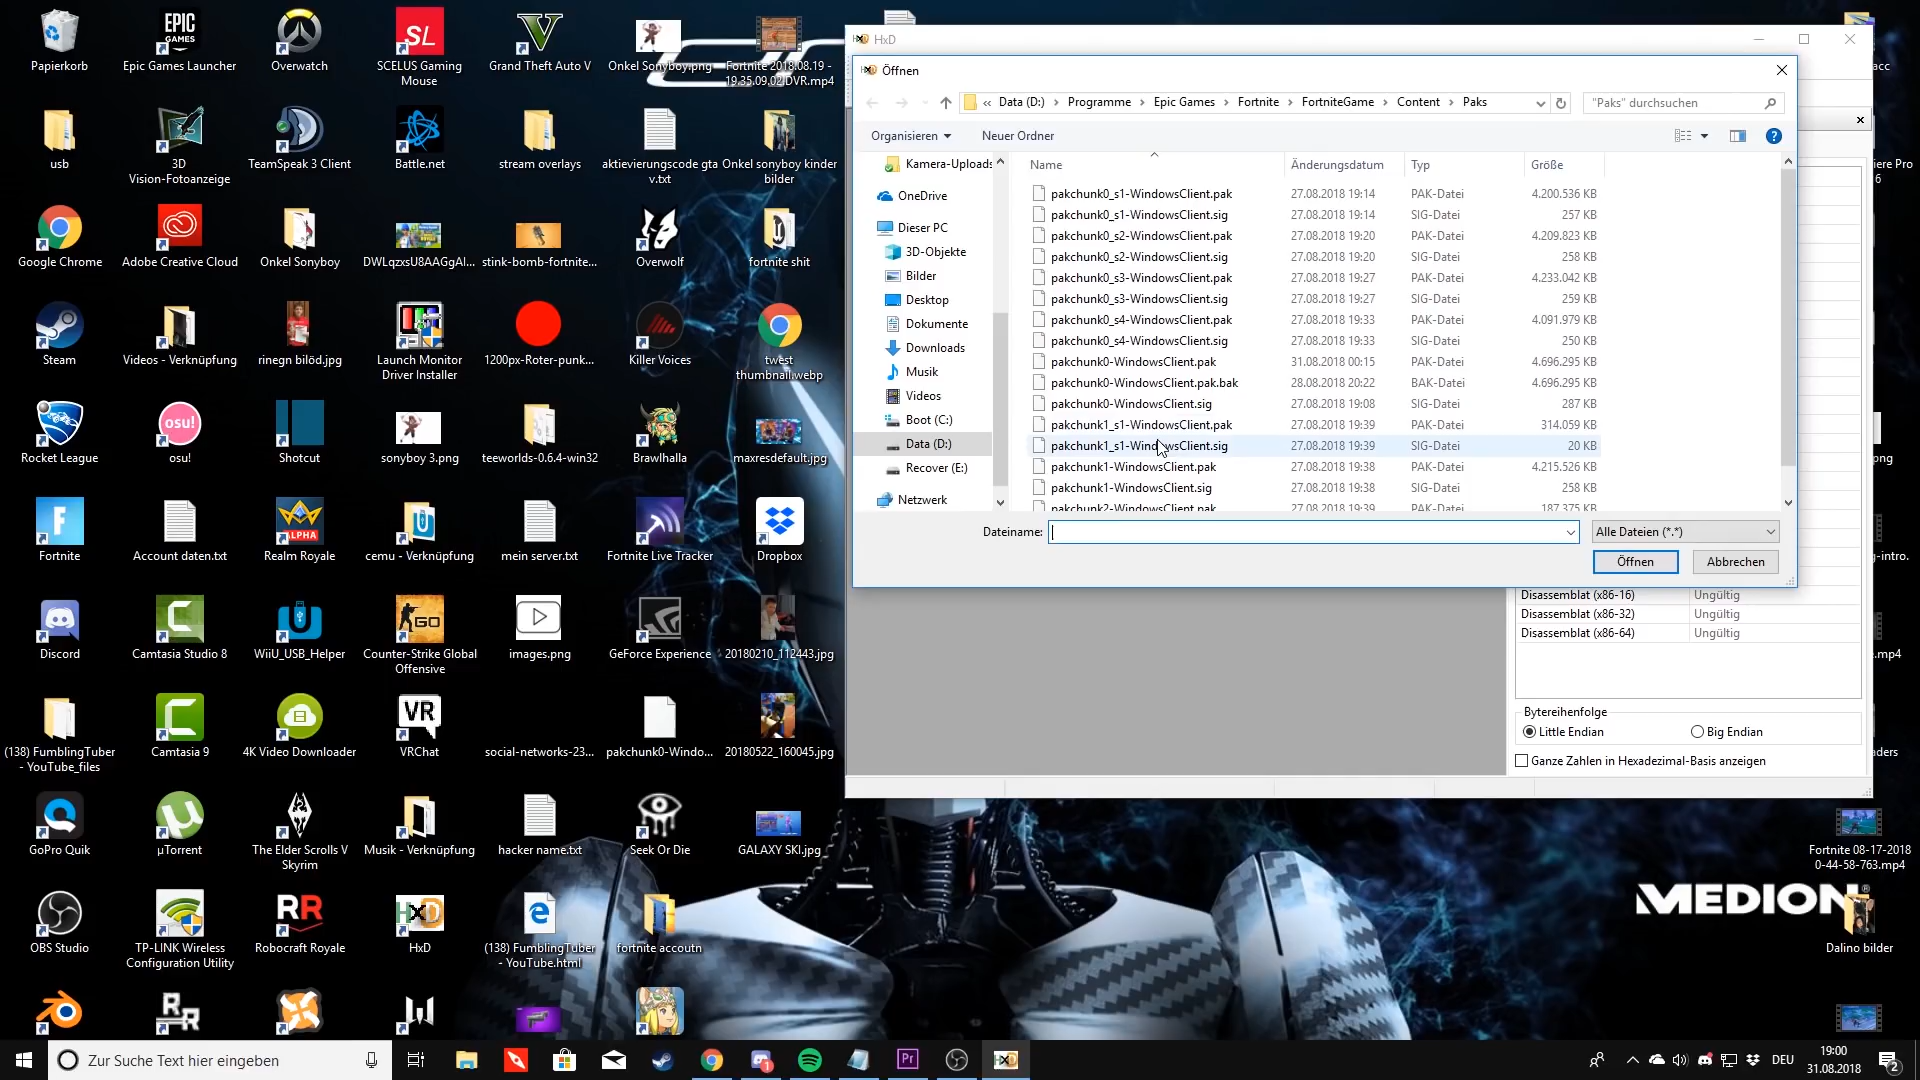 Papierkorb
Epic Games Launcher
Overwatch
SCELUS Gaming
Mouse
Grand Theft Auto V
Onkel Sonyboy.png
Fortnite 2018.08.19 -
19.35.09.02.DVR.mp4
usb
3D
Vision-Fotoanzeige
TeamSpeak 3 Client
Battle.net
stream overlays
aktievierungscode gta
v.txt
Onkel sonyboy kinder
bilder
Google Chrome
Adobe Creative Cloud
Onkel Sonyboy
DWLqzxsU8AAGgAl...
stink-bomb-fortnite...
Overwolf
fortnite shit
Steam
Videos - Verknüpfung
rinegn bilöd.jpg
Launch Monitor
Driver Installer
1200px-Roter-punk...
Killer Voices
twest
thumbnail.webp
Rocket League
osu!
Shotcut
sonyboy 3.png
teeworlds-0.6.4-win32
Brawlhalla
maxresdefault.jpg
Fortnite
Account daten.txt
Realm Royale
cemu - Verknüpfung
mein server.txt
Fortnite Live Tracker
Dropbox
Discord
Camtasia Studio 8
WiiU_USB_Helper
Counter-Strike Global
Offensive
images.png
GeForce Experience
20180210_112443.jpg
(138) FumblingTuber
- YouTube_files
Camtasia 9
4K Video Downloader
VRChat
social-networks-23...
pakchunk0-Windo...
20180522_160045.jpg
GoPro Quik
µTorrent
The Elder Scrolls V
Skyrim
Musik - Verknüpfung
hacker name.txt
Seek Or Die
GALAXY SKI.jpg
OBS Studio
TP-LINK Wireless
Configuration Utility
Robocraft Royale
HxD
(138) FumblingTuber
- YouTube.html
fortnite accoutn
HxD
Öffnen
« Data (D:) › Programme › Epic Games › Fortnite › FortniteGame › Content › Paks
"Paks" durchsuchen
Organisieren
Neuer Ordner
Kamera-Uploads
OneDrive
Dieser PC
3D-Objekte
Bilder
Desktop
Dokumente
Downloads
Musik
Videos
Boot (C:)
Data (D:)
Recover (E:)
Netzwerk
Name Änderungsdatum Typ Größe
pakchunk0_s1-WindowsClient.pak 27.08.2018 19:14 PAK-Datei 4.200.536 KB
pakchunk0_s1-WindowsClient.sig 27.08.2018 19:14 SIG-Datei 257 KB
pakchunk0_s2-WindowsClient.pak 27.08.2018 19:20 PAK-Datei 4.209.823 KB
pakchunk0_s2-WindowsClient.sig 27.08.2018 19:20 SIG-Datei 258 KB
pakchunk0_s3-WindowsClient.pak 27.08.2018 19:27 PAK-Datei 4.233.042 KB
pakchunk0_s3-WindowsClient.sig 27.08.2018 19:27 SIG-Datei 259 KB
pakchunk0_s4-WindowsClient.pak 27.08.2018 19:33 PAK-Datei 4.091.979 KB
pakchunk0_s4-WindowsClient.sig 27.08.2018 19:33 SIG-Datei 250 KB
pakchunk0-WindowsClient.pak 31.08.2018 00:15 PAK-Datei 4.696.295 KB
pakchunk0-WindowsClient.pak.bak 28.08.2018 20:22 BAK-Datei 4.696.295 KB
pakchunk0-WindowsClient.sig 27.08.2018 19:08 SIG-Datei 287 KB
pakchunk1_s1-WindowsClient.pak 27.08.2018 19:39 PAK-Datei 314.059 KB
pakchunk1_s1-WindowsClient.sig 27.08.2018 19:39 SIG-Datei 20 KB
pakchunk1-WindowsClient.pak 27.08.2018 19:38 PAK-Datei 4.215.526 KB
pakchunk1-WindowsClient.sig 27.08.2018 19:38 SIG-Datei 258 KB
pakchunk2-WindowsClient.pak 27.08.2018 19:39 PAK-Datei 187.375 KB
Dateiname:
Alle Dateien (*.*)
Öffnen
Abbrechen
Disassemblat (x86-16) Ungültig
Disassemblat (x86-32) Ungültig
Disassemblat (x86-64) Ungültig
Bytereihenfolge
Little Endian
Big Endian
Ganze Zahlen in Hexadezimal-Basis anzeigen
Fortnite 08-17-2018
0-44-58-763.mp4
MEDION®
Dalino bilder
Zur Suche Text hier eingeben
DEU
19:00
31.08.2018
2